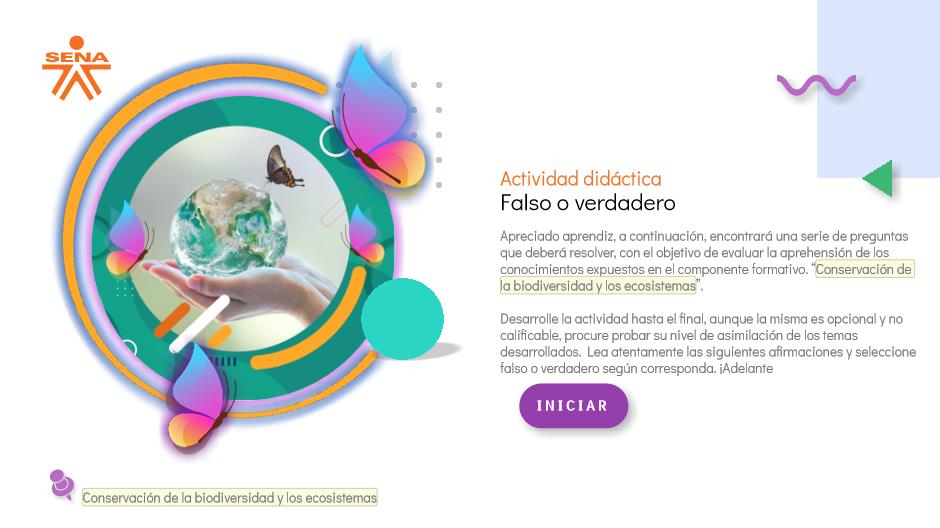 SENA
Actividad didáctica
Falso o verdadero
Apreciado aprendiz, a continuación, encontrará una serie de preguntas
que deberá resolver, con el objetivo de evaluar la aprehensión de los
conocimientos expuestos en el componente formativo. “Conservación de
la biodiversidad y los ecosistemas”.
Desarrolle la actividad hasta el final, aunque la misma es opcional y no
calificable, procure probar su nivel de asimilación de los temas
desarrollados. Lea atentamente las siguientes afirmaciones y seleccione
falso o verdadero según corresponda. ¡Adelante
INICIAR
Conservación de la biodiversidad y los ecosistemas